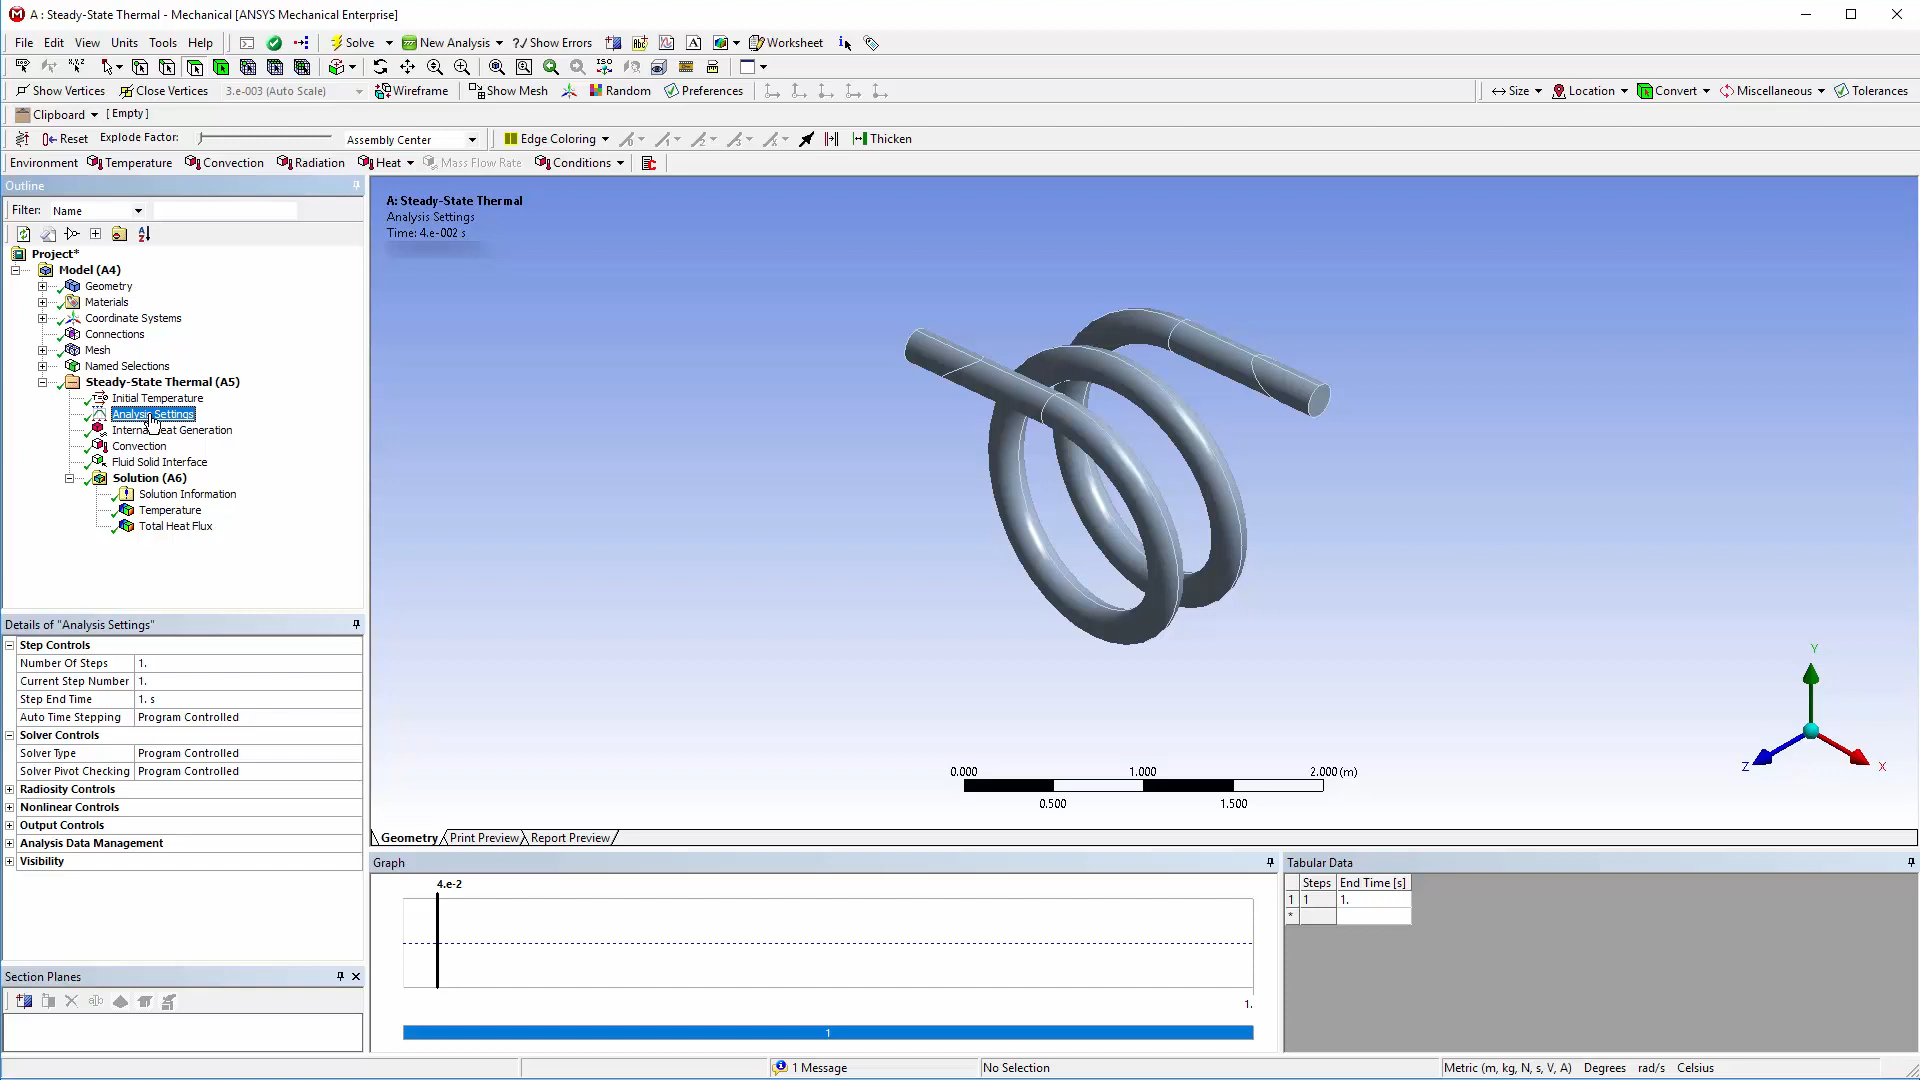 A : Steady-State Thermal - Mechanical [ANSYS Mechanical Enterprise]
File Edit View Units Tools Help Solve New Analysis ?/ Show Errors Worksheet
Show Vertices Close Vertices 3.e-003 (Auto Scale) Wireframe Show Mesh Random Preferences Size Location Convert Miscellaneous Tolerances
Clipboard [ Empty ]
Reset Explode Factor: Assembly Center Edge Coloring Thicken
Environment Temperature Convection Radiation Heat Mass Flow Rate Conditions
Outline
Filter: Name
Project*
Model (A4)
Geometry
Materials
Coordinate Systems
Connections
Mesh
Named Selections
Steady-State Thermal (A5)
Initial Temperature
Analysis Settings
Internal Heat Generation
Convection
Fluid Solid Interface
Solution (A6)
Solution Information
Temperature
Total Heat Flux
A: Steady-State Thermal
Analysis Settings
Time: 4.e-002 s
Y
Z
X
0.000 1.000 2.000 (m)
0.500 1.500
Details of "Analysis Settings"
Step Controls
Number Of Steps 1.
Current Step Number 1.
Step End Time 1. s
Auto Time Stepping Program Controlled
Solver Controls
Solver Type Program Controlled
Solver Pivot Checking Program Controlled
Radiosity Controls
Nonlinear Controls
Output Controls
Analysis Data Management
Visibility
Geometry Print Preview Report Preview
Graph
4.e-2
1.
1
Tabular Data
Steps End Time [s]
1 1 1.
*
Section Planes
1 Message No Selection Metric (m, kg, N, s, V, A) Degrees rad/s Celsius